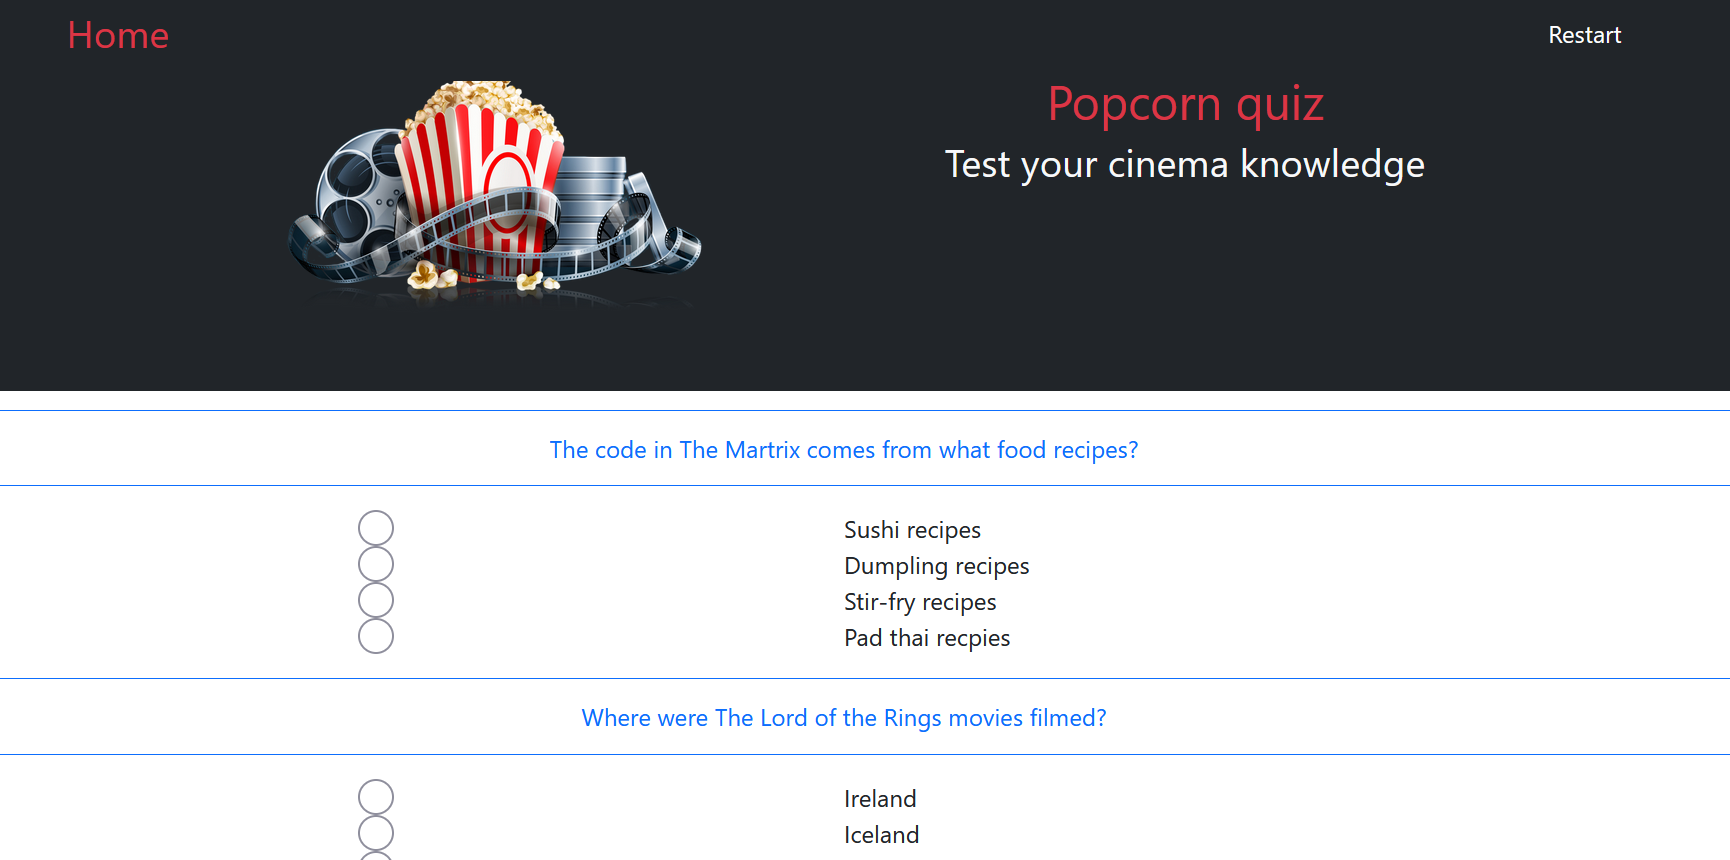 Home
Restart
Popcorn quiz
Test your cinema knowledge
The code in The Martrix comes from what food recipes?
Sushi recipes
Dumpling recipes
Stir-fry recipes
Pad thai recpies
Where were The Lord of the Rings movies filmed?
Ireland
Iceland